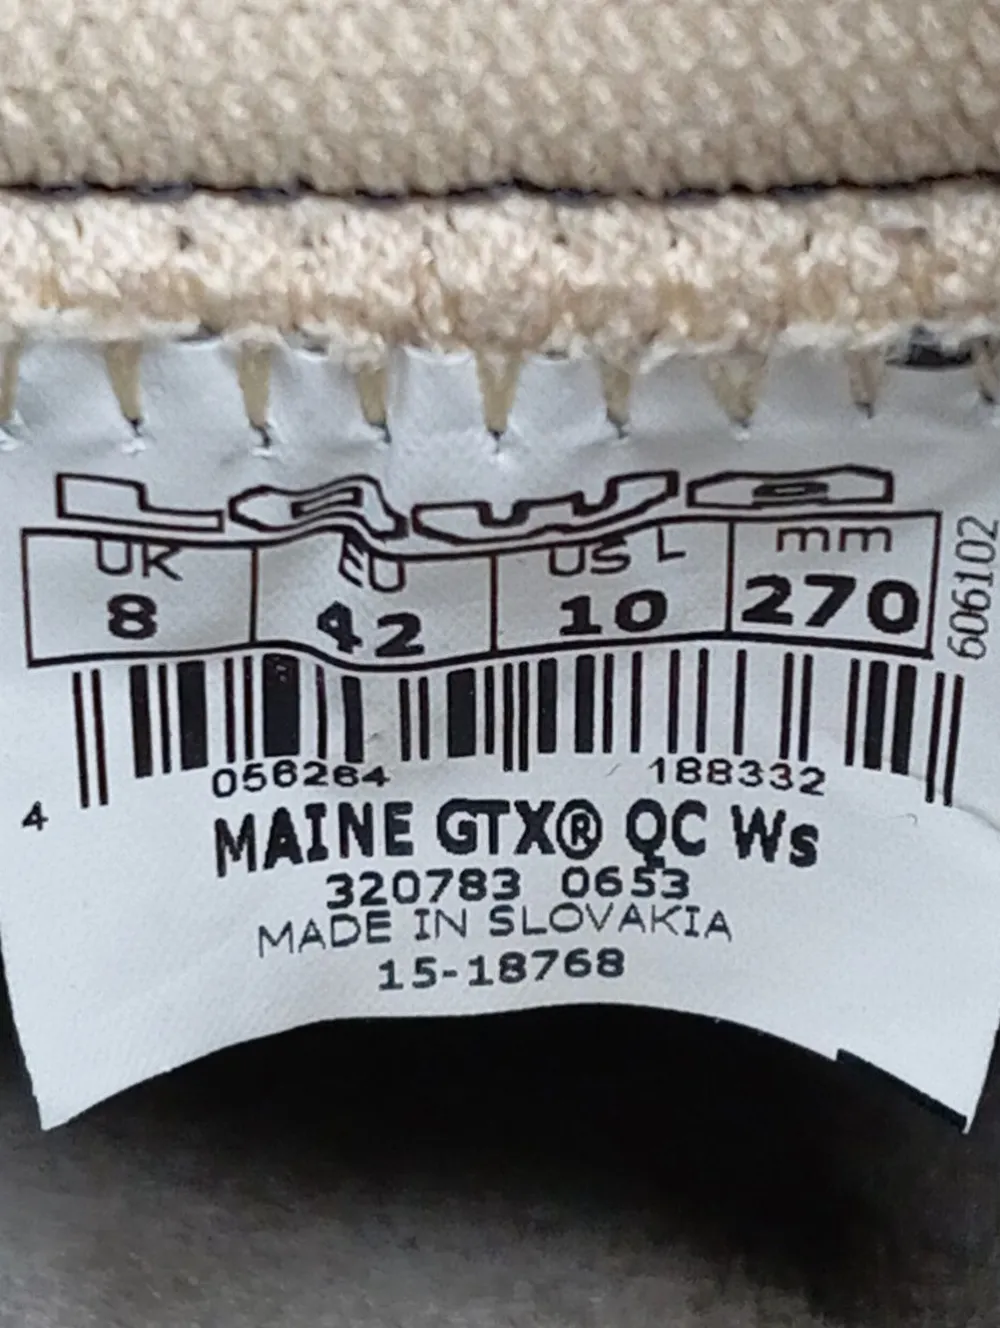 LOWA
UK EU US L mm
8 42 10 270
606102
4 056264 188332
MAINE GTX® QC Ws
320783 0653
MADE IN SLOVAKIA
15-18768